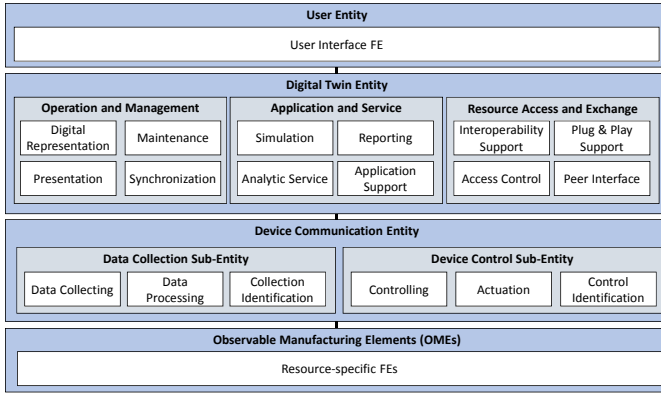 User Entity
User Interface FE
Digital Twin Entity
Operation and Management
Digital
Representation
Maintenance
Presentation
Synchronization
Application and Service
Simulation
Reporting
Analytic Service
Application
Support
Resource Access and Exchange
Interoperability
Support
Plug & Play
Support
Access Control
Peer Interface
Device Communication Entity
Data Collection Sub-Entity
Data Collecting
Data
Processing
Collection
Identification
Device Control Sub-Entity
Controlling
Actuation
Control
Identification
Observable Manufacturing Elements (OMEs)
Resource-specific FEs